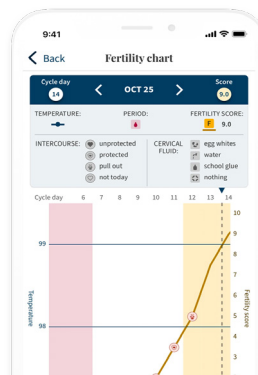 9:41
Back Fertility chart
Cycle day Score
14 OCT 25 9.0
TEMPERATURE: PERIOD: FERTILITY SCORE:
F 9.0
INTERCOURSE: unprotected CERVICAL FLUID: egg whites
protected water
pull out school glue
not today nothing
Cycle day 6 7 8 9 10 11 12 13 14
10
9
99
8
7
6
Temperature
Fertility score
5
98
4
3